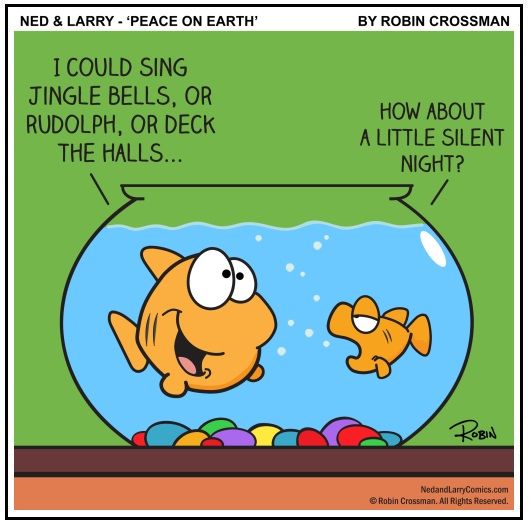 NED & LARRY - ‘PEACE ON EARTH’ BY ROBIN CROSSMAN
I COULD SING
JINGLE BELLS, OR
RUDOLPH, OR DECK
THE HALLS...
HOW ABOUT
A LITTLE SILENT
NIGHT?
ROBIN
NedandLarryComics.com
© Robin Crossman. All Rights Reserved.